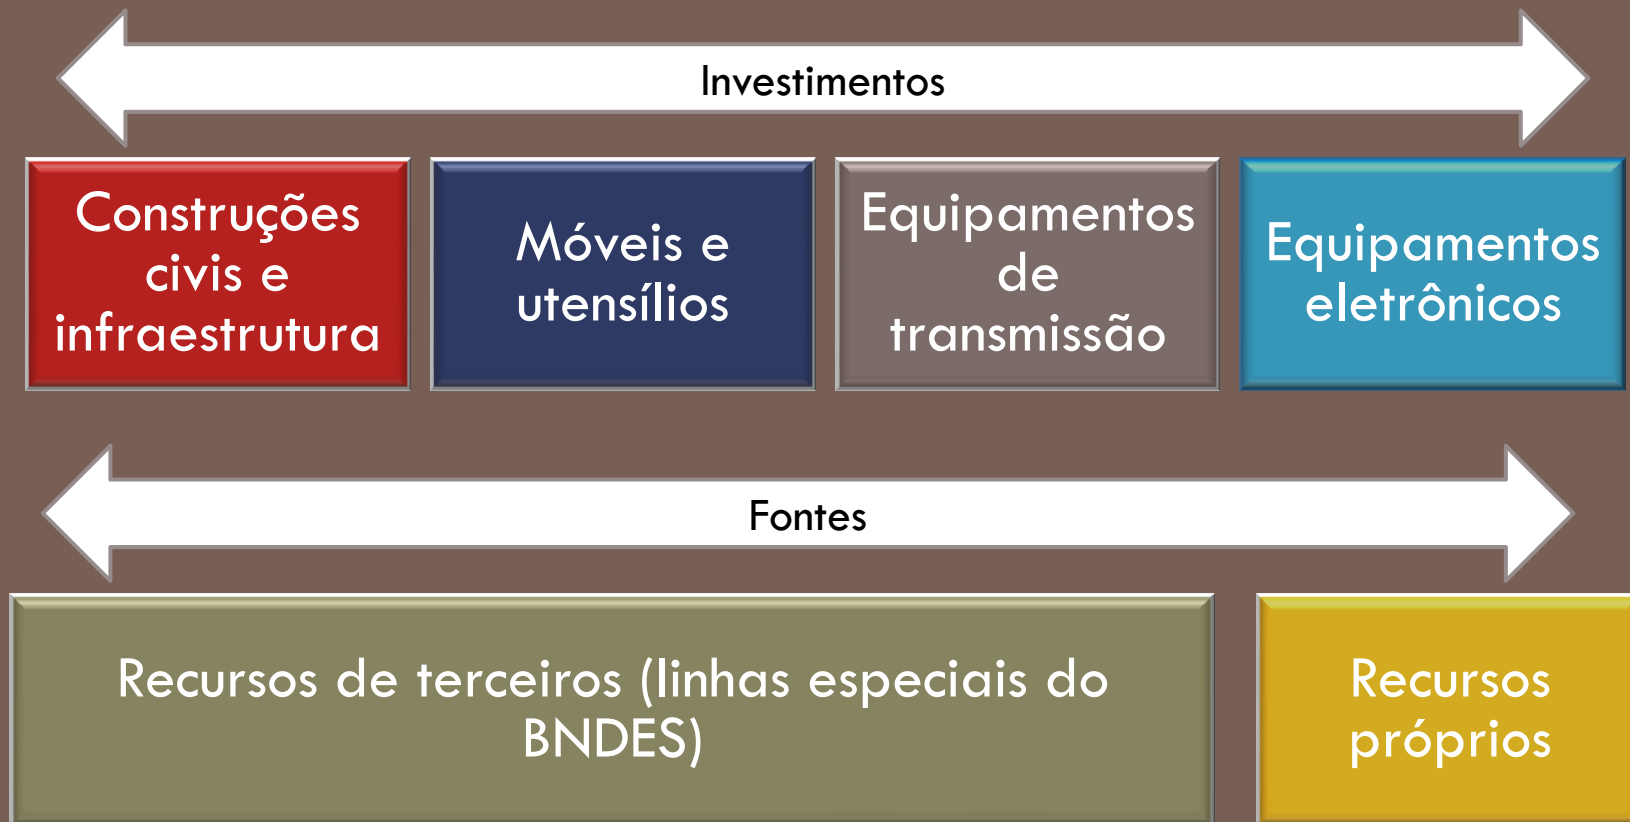 Investimentos
Construções
civis e
infraestrutura
Móveis e
utensílios
Equipamentos
de
transmissão
Equipamentos
eletrônicos
Fontes
Recursos de terceiros (linhas especiais do
BNDES)
Recursos
próprios